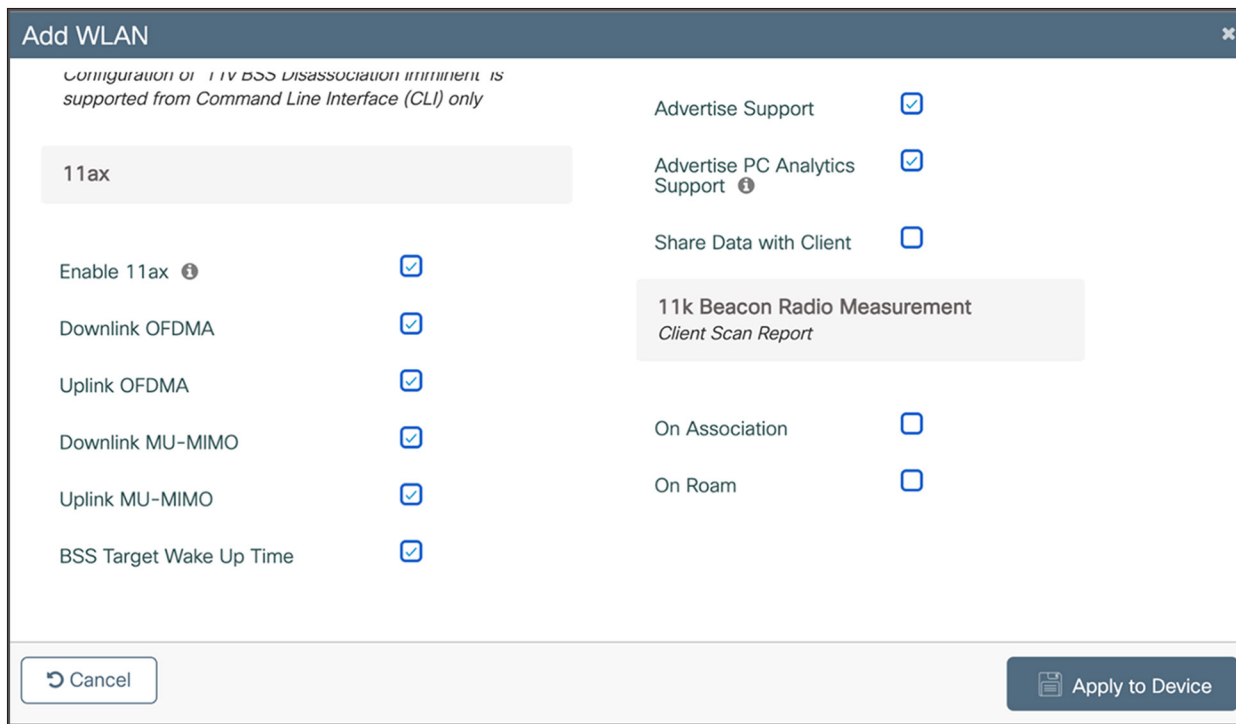 Add WLAN
Configuration of '11v BSS Disassociation Imminent' is
supported from Command Line Interface (CLI) only
11ax
Enable 11ax
Downlink OFDMA
Uplink OFDMA
Downlink MU-MIMO
Uplink MU-MIMO
BSS Target Wake Up Time
Advertise Support
Advertise PC Analytics
Support
Share Data with Client
11k Beacon Radio Measurement
Client Scan Report
On Association
On Roam
Cancel
Apply to Device